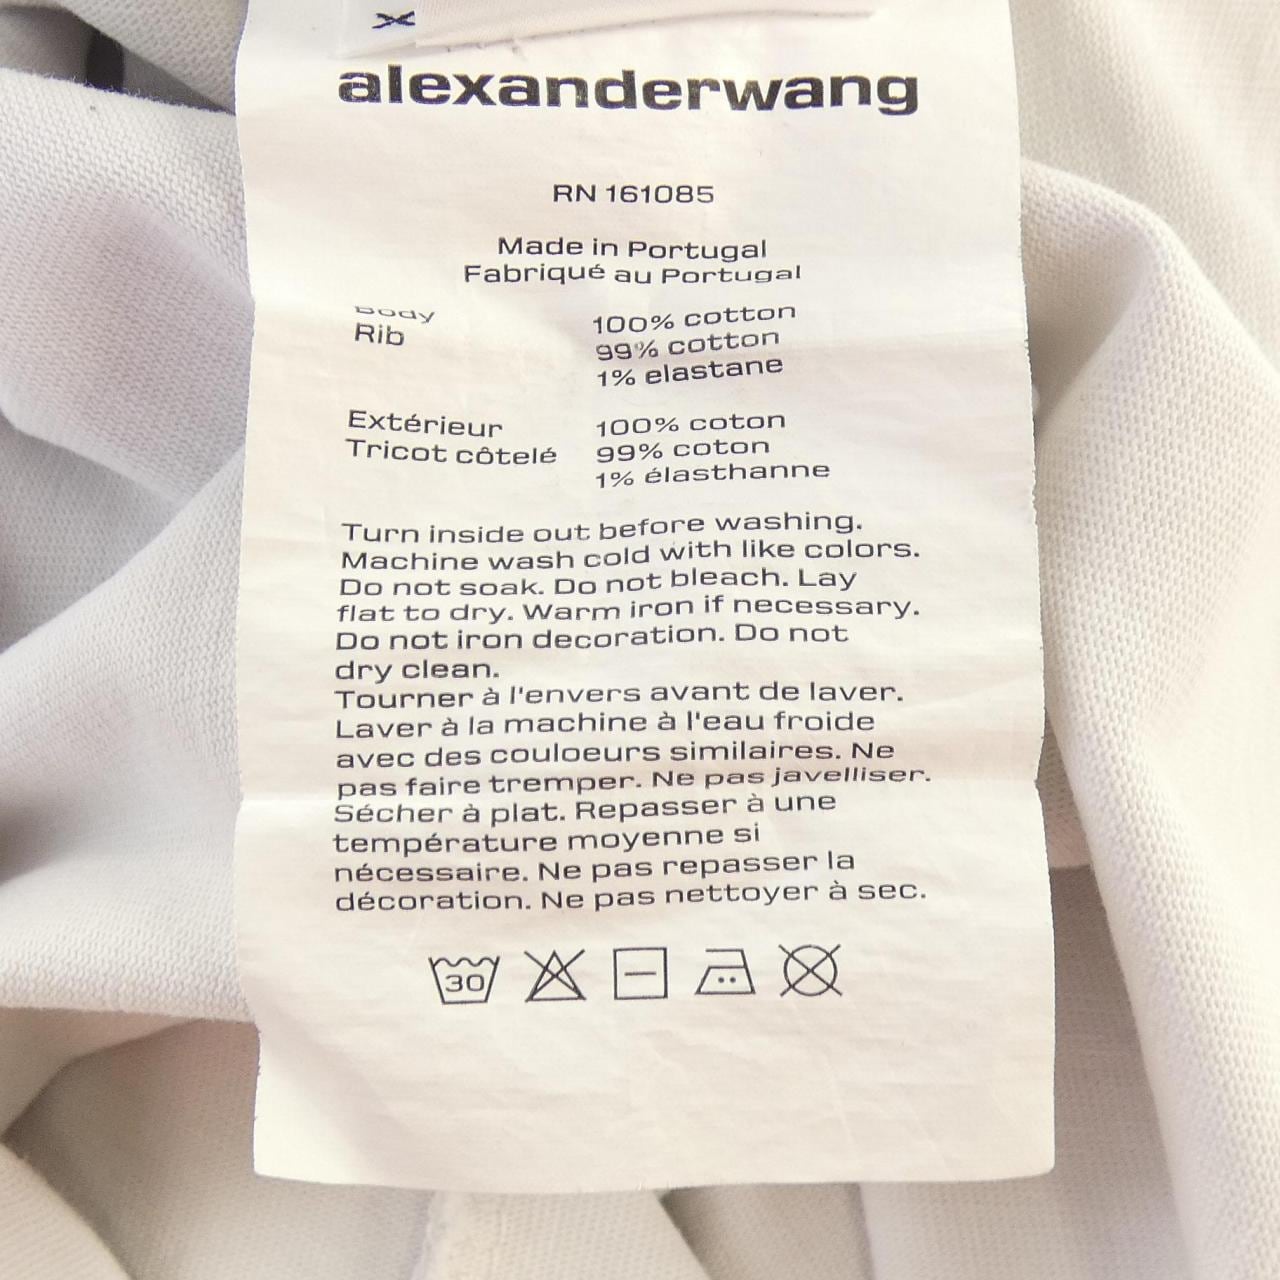 alexanderwang
RN 161085
Made in Portugal
Fabriqué au Portugal
Body 100% cotton
Rib 99% cotton
1% elastane
Extérieur 100% coton
Tricot côtelé 99% coton
1% élasthanne
Turn inside out before washing.
Machine wash cold with like colors.
Do not soak. Do not bleach. Lay
flat to dry. Warm iron if necessary.
Do not iron decoration. Do not
dry clean.
Tourner à l'envers avant de laver.
Laver à la machine à l'eau froide
avec des couloeurs similaires. Ne
pas faire tremper. Ne pas javelliser.
Sécher à plat. Repasser à une
température moyenne si
nécessaire. Ne pas repasser la
décoration. Ne pas nettoyer à sec.
30